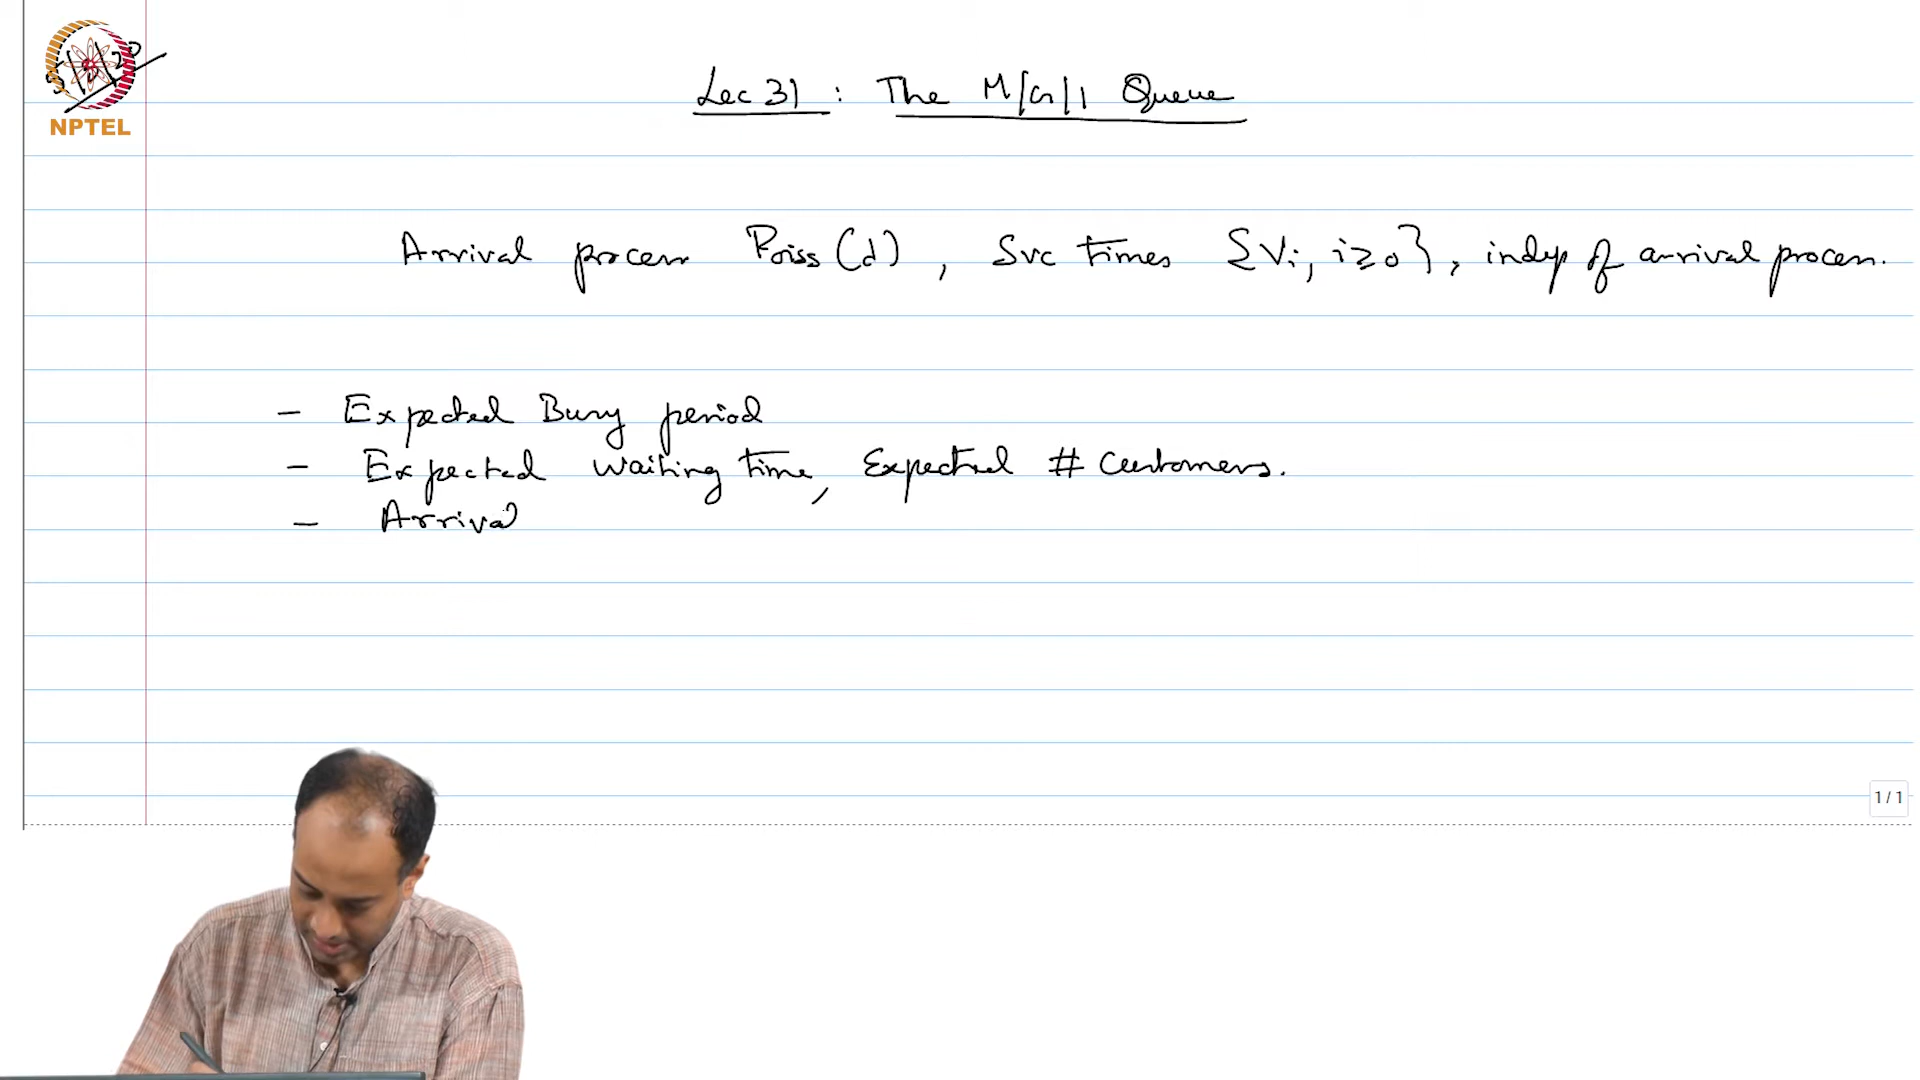 NPTEL
Lec 31 : The M/G/1 Queue
Arrival process Poiss(λ), Svc times {Vi, i≥0}, indep of arrival process.
- Expected Busy period
- Expected waiting time, Expected # customers.
- Arrival
1 / 1